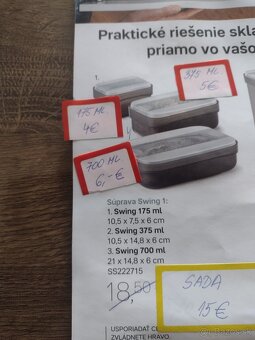 Praktické riešenie skla
priamo vo vašo
1.
375 ML.
5€
175 ML.
4€
700 ML.
6,-€
Súprava Swing 1:
1. Swing 175 ml
10,5 x 7,5 x 6 cm
2. Swing 375 ml
10,5 x 14,8 x 6 cm
3. Swing 700 ml
21 x 14,8 x 6 cm
SS222715
18,50
SADA
15€
USPORIADAŤ CE
ZVLÁDNETE HRAVO.